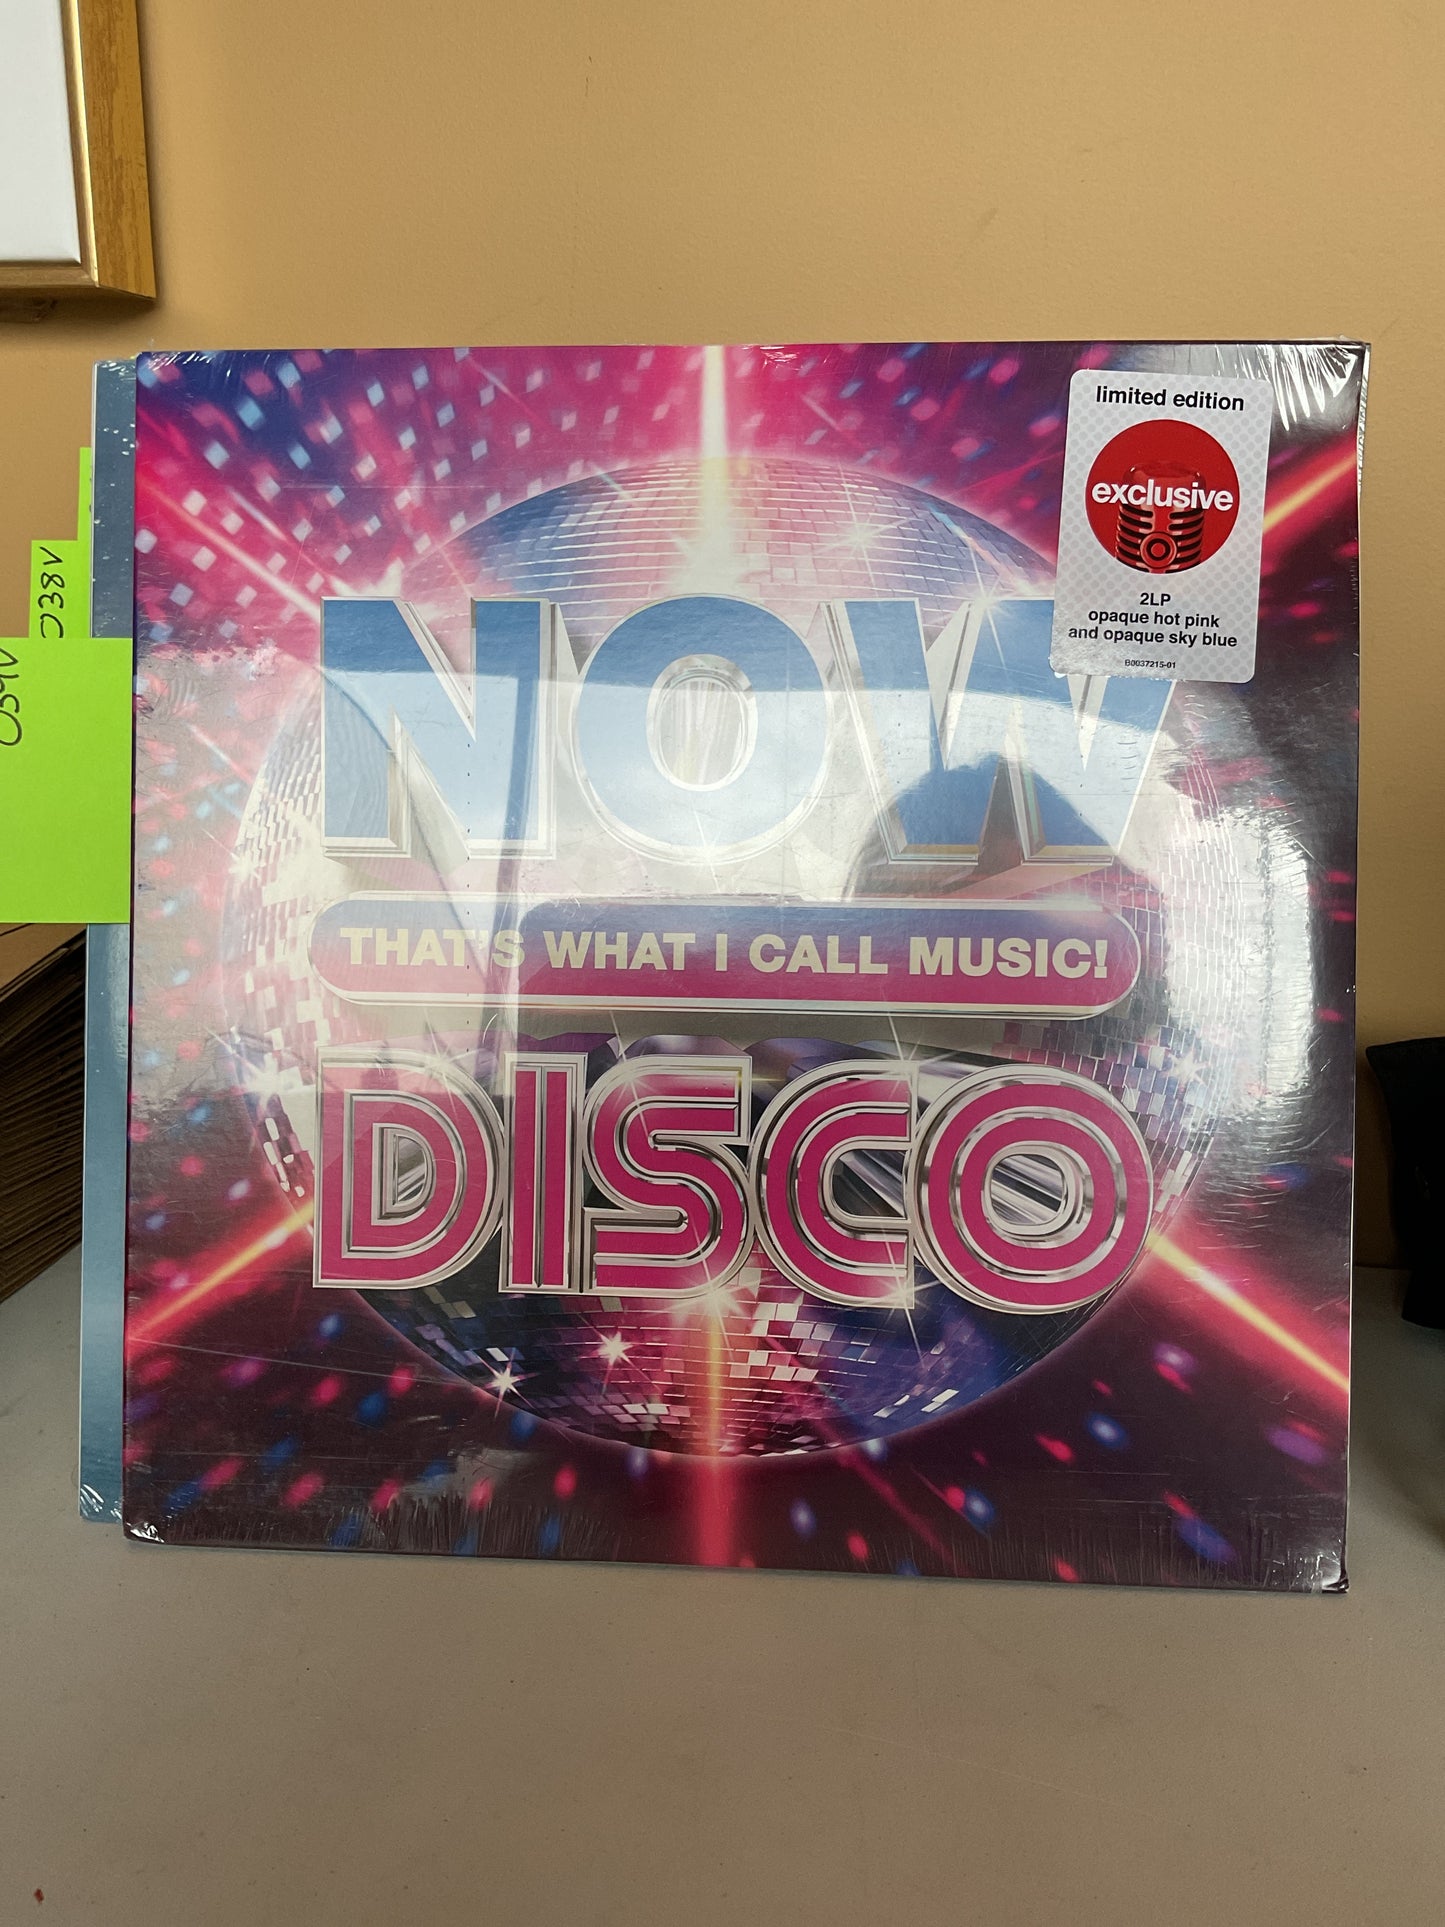 limited edition
exclusive
2LP
opaque hot pink
and opaque sky blue
B0037215-01
NOW
THAT'S WHAT I CALL MUSIC!
DISCO
038V